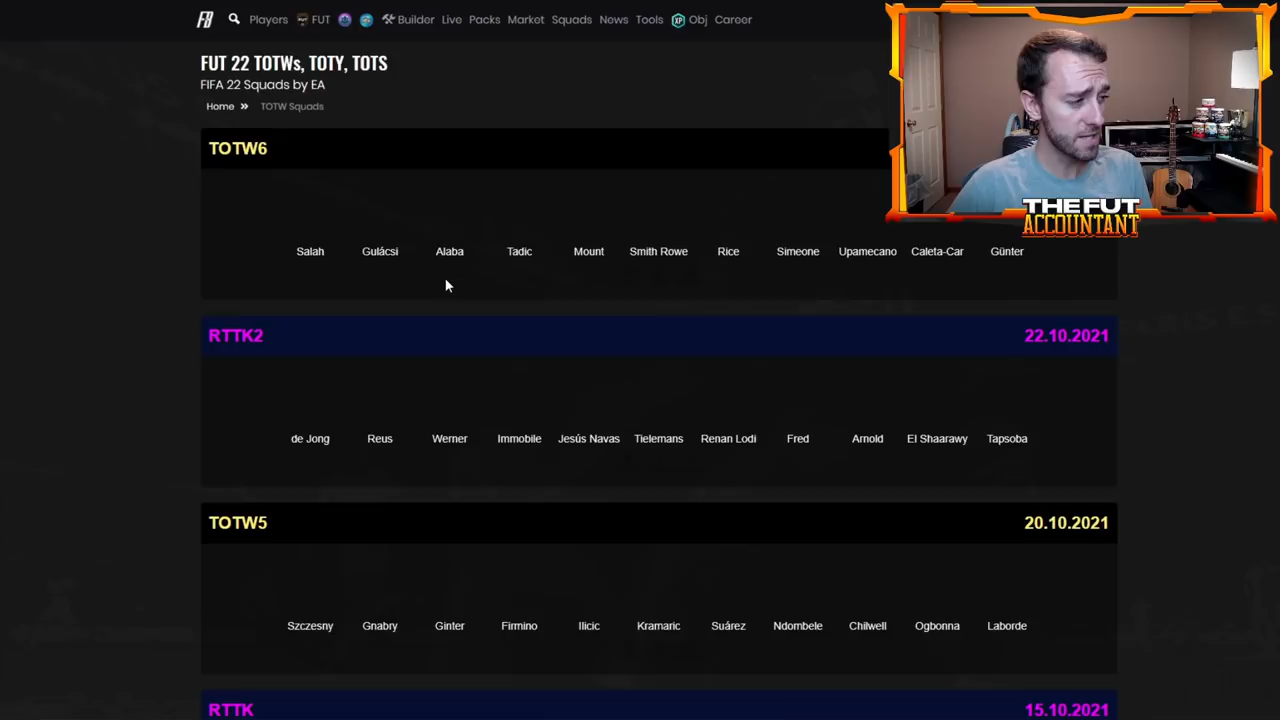 FB Players FUT Builder Live Packs Market Squads News Tools XP Obj Career
FUT 22 TOTWs, TOTY, TOTS
FIFA 22 Squads by EA
Home » TOTW Squads
THE FUT
ACCOUNTANT
TOTW6
Salah Gulácsi Alaba Tadic Mount Smith Rowe Rice Simeone Upamecano Caleta-Car Günter
RTTK2 22.10.2021
de Jong Reus Werner Immobile Jesús Navas Tielemans Renan Lodi Fred Arnold El Shaarawy Tapsoba
TOTW5 20.10.2021
Szczesny Gnabry Ginter Firmino Ilicic Kramaric Suárez Ndombele Chilwell Ogbonna Laborde
RTTK 15.10.2021